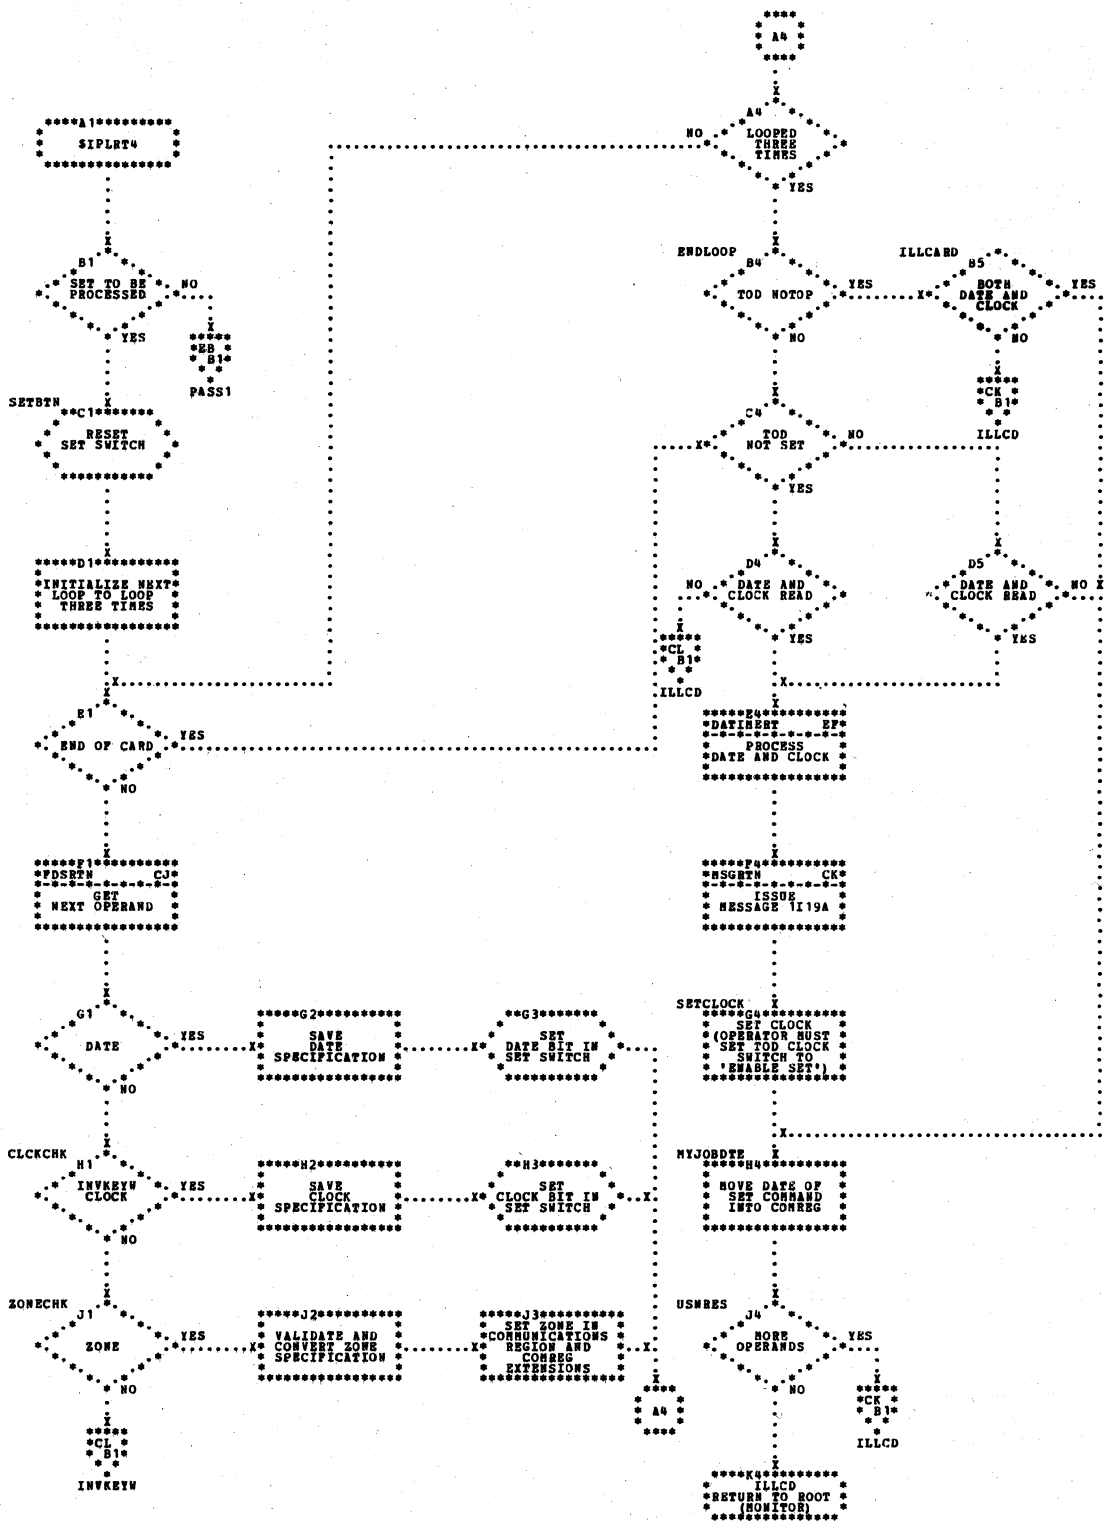 A4
A1
$IPLRT4
A4
LOOPED
THREE
TIMES
NO
YES
B1
SET TO BE
PROCESSED
NO
YES
EB
B1
PASS1
ENDLOOP
B4
TOD NOTOP
YES
NO
ILLCARD
B5
BOTH
DATE AND
CLOCK
YES
NO
CK
B1
ILLCD
SETBTN
C1
RESET
SET SWITCH
C4
TOD
NOT SET
NO
YES
D1
INITIALIZE NEXT
LOOP TO LOOP
THREE TIMES
D4
DATE AND
CLOCK READ
NO
YES
CL
B1
ILLCD
D5
DATE AND
CLOCK READ
NO
YES
E1
END OF CARD
YES
NO
E4
DATIMERT EF
PROCESS
DATE AND CLOCK
F1
FDSRTN CJ
GET
NEXT OPERAND
F4
MSGRTN CK
ISSUE
MESSAGE 1I19A
G1
DATE
YES
NO
G2
SAVE
DATE
SPECIFICATION
G3
SET
DATE BIT IN
SET SWITCH
SETCLOCK
G4
SET CLOCK
(OPERATOR MUST
SET TOD CLOCK
SWITCH TO
'ENABLE SET')
CLCKCHK
H1
INVKEYW
CLOCK
YES
NO
H2
SAVE
CLOCK
SPECIFICATION
H3
SET
CLOCK BIT IN
SET SWITCH
MYJOBDTE
H4
MOVE DATE OF
SET COMMAND
INTO COMREG
ZONECHK
J1
ZONE
YES
NO
J2
VALIDATE AND
CONVERT ZONE
SPECIFICATION
J3
SET ZONE IN
COMMUNICATIONS
REGION AND
COMREG
EXTENSIONS
USNRES
J4
MORE
OPERANDS
YES
NO
A4
CK
B1
ILLCD
CL
B1
INVKEYW
K4
ILLCD
RETURN TO ROOT
(MONITOR)